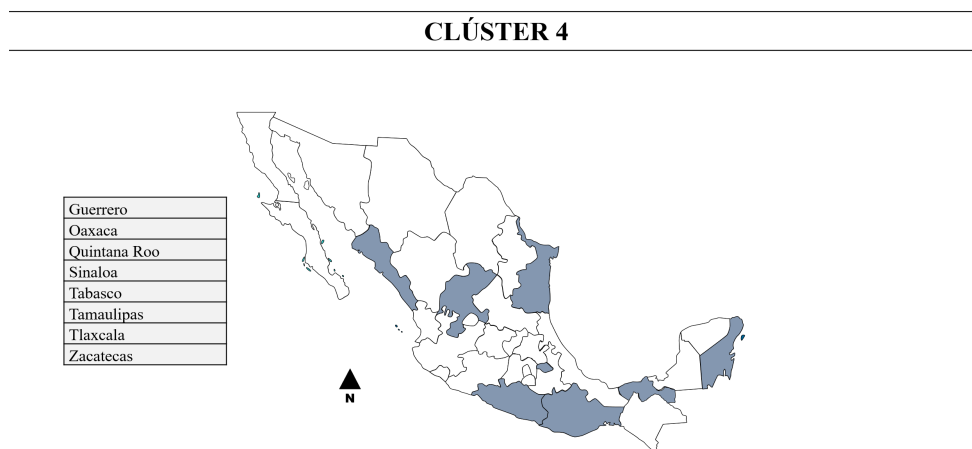 CLÚSTER 4
Guerrero
Oaxaca
Quintana Roo
Sinaloa
Tabasco
Tamaulipas
Tlaxcala
Zacatecas
N